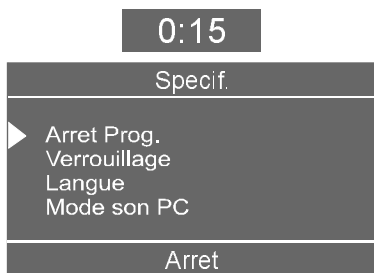 0:15
Specif.
Arret Prog.
Verrouillage
Langue
Mode son PC
Arret